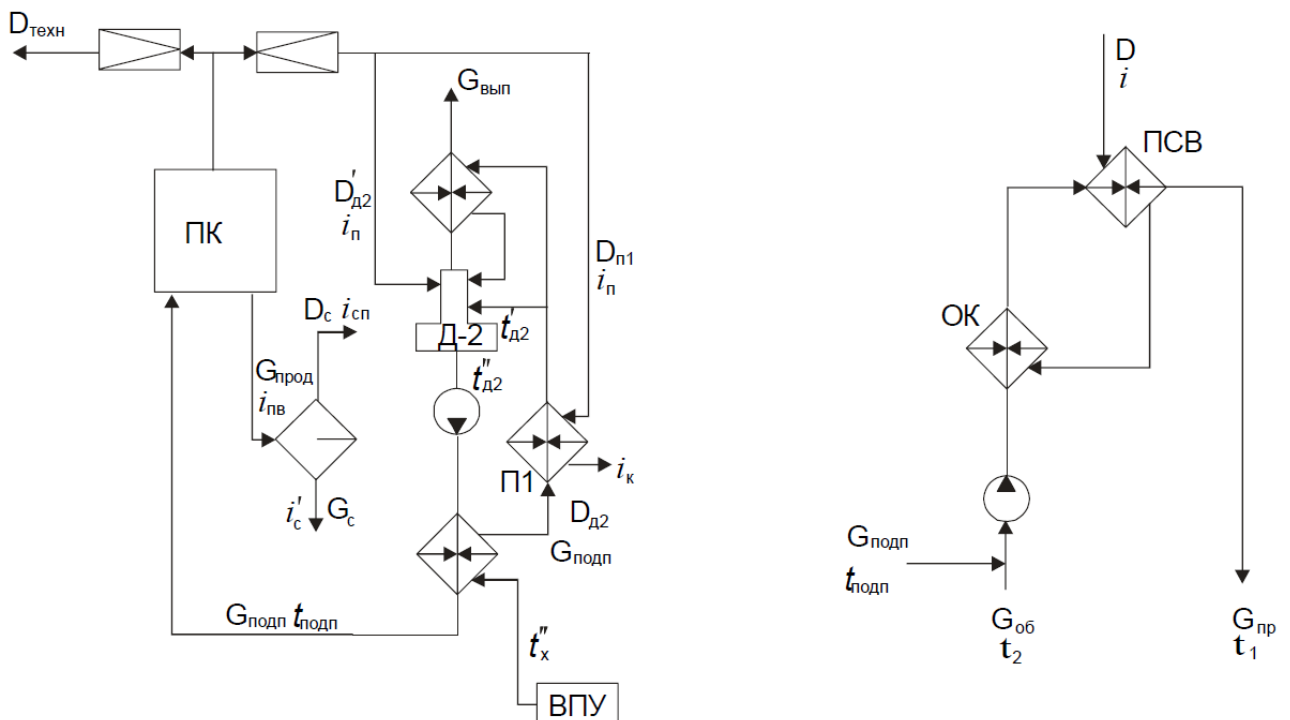 Dтехн
Gвып
D'д2
iп
ПК
Dп1
iп
Dс iсп
t'д2
Д-2
Gпрод
iпв
t''д2
П1
iк
i'с Gс
Dд2
Gподп
Gподп tподп
t''х
ВПУ
D
i
ПСВ
ОК
Gподп
tподп
Gоб
t2
Gпр
t1